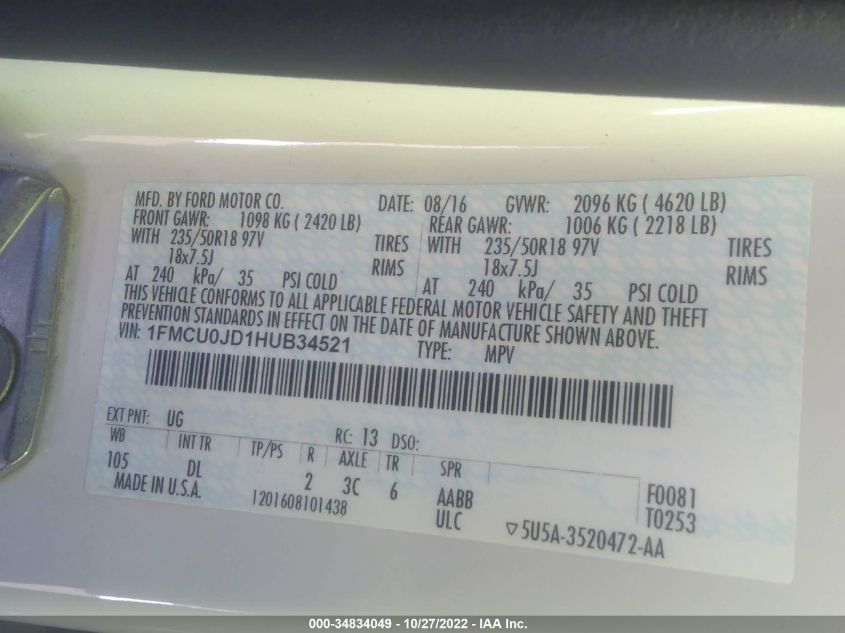 MFD. BY FORD MOTOR CO. DATE: 08/16 GVWR: 2096 KG ( 4620 LB)
FRONT GAWR: 1098 KG ( 2420 LB) REAR GAWR: 1006 KG ( 2218 LB)
WITH 235/50R18 97V TIRES WITH 235/50R18 97V TIRES
18x7.5J RIMS 18x7.5J RIMS
AT 240 kPa/ 35 PSI COLD AT 240 kPa/ 35 PSI COLD
THIS VEHICLE CONFORMS TO ALL APPLICABLE FEDERAL MOTOR VEHICLE SAFETY AND THEFT
PREVENTION STANDARDS IN EFFECT ON THE DATE OF MANUFACTURE SHOWN ABOVE.
VIN: 1FMCU0JD1HUB34521 TYPE: MPV
EXT PNT: UG RC: 13 DSO:
WB INT TR TP/PS R AXLE TR SPR
105 DL 2 3C 6 AABB F0081
MADE IN U.S.A. 1201608101438 ULC T0253
▽5U5A-3520472-AA
000-34834049 - 10/27/2022 - IAA Inc.